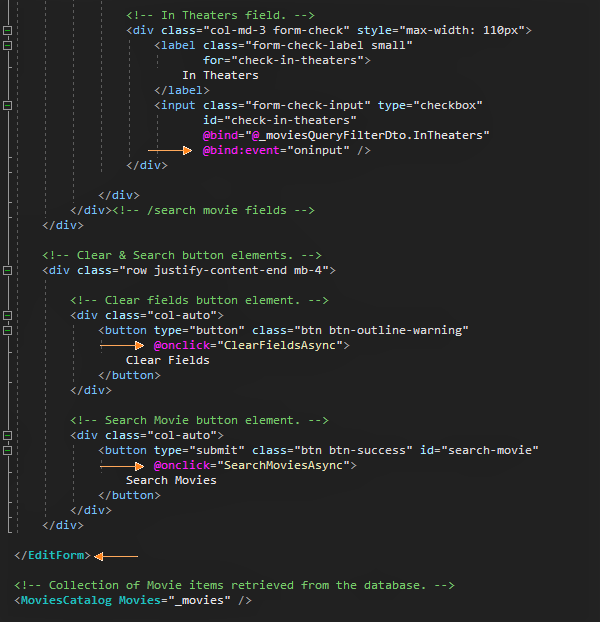 <!-- In Theaters field. -->
<div class="col-md-3 form-check" style="max-width: 110px">
<label class="form-check-label small"
for="check-in-theaters">
In Theaters
</label>
<input class="form-check-input" type="checkbox"
id="check-in-theaters"
@bind="@_moviesQueryFilterDto.InTheaters"
@bind:event="oninput" />
</div>
</div>
</div><!-- /search movie fields -->
</div>
<!-- Clear & Search button elements. -->
<div class="row justify-content-end mb-4">
<!-- Clear fields button element. -->
<div class="col-auto">
<button type="button" class="btn btn-outline-warning"
@onclick="ClearFieldsAsync">
Clear Fields
</button>
</div>
<!-- Search Movie button element. -->
<div class="col-auto">
<button type="submit" class="btn btn-success" id="search-movie"
@onclick="SearchMoviesAsync">
Search Movies
</button>
</div>
</div>
</EditForm>
<!-- Collection of Movie items retrieved from the database. -->
<MoviesCatalog Movies="_movies" />